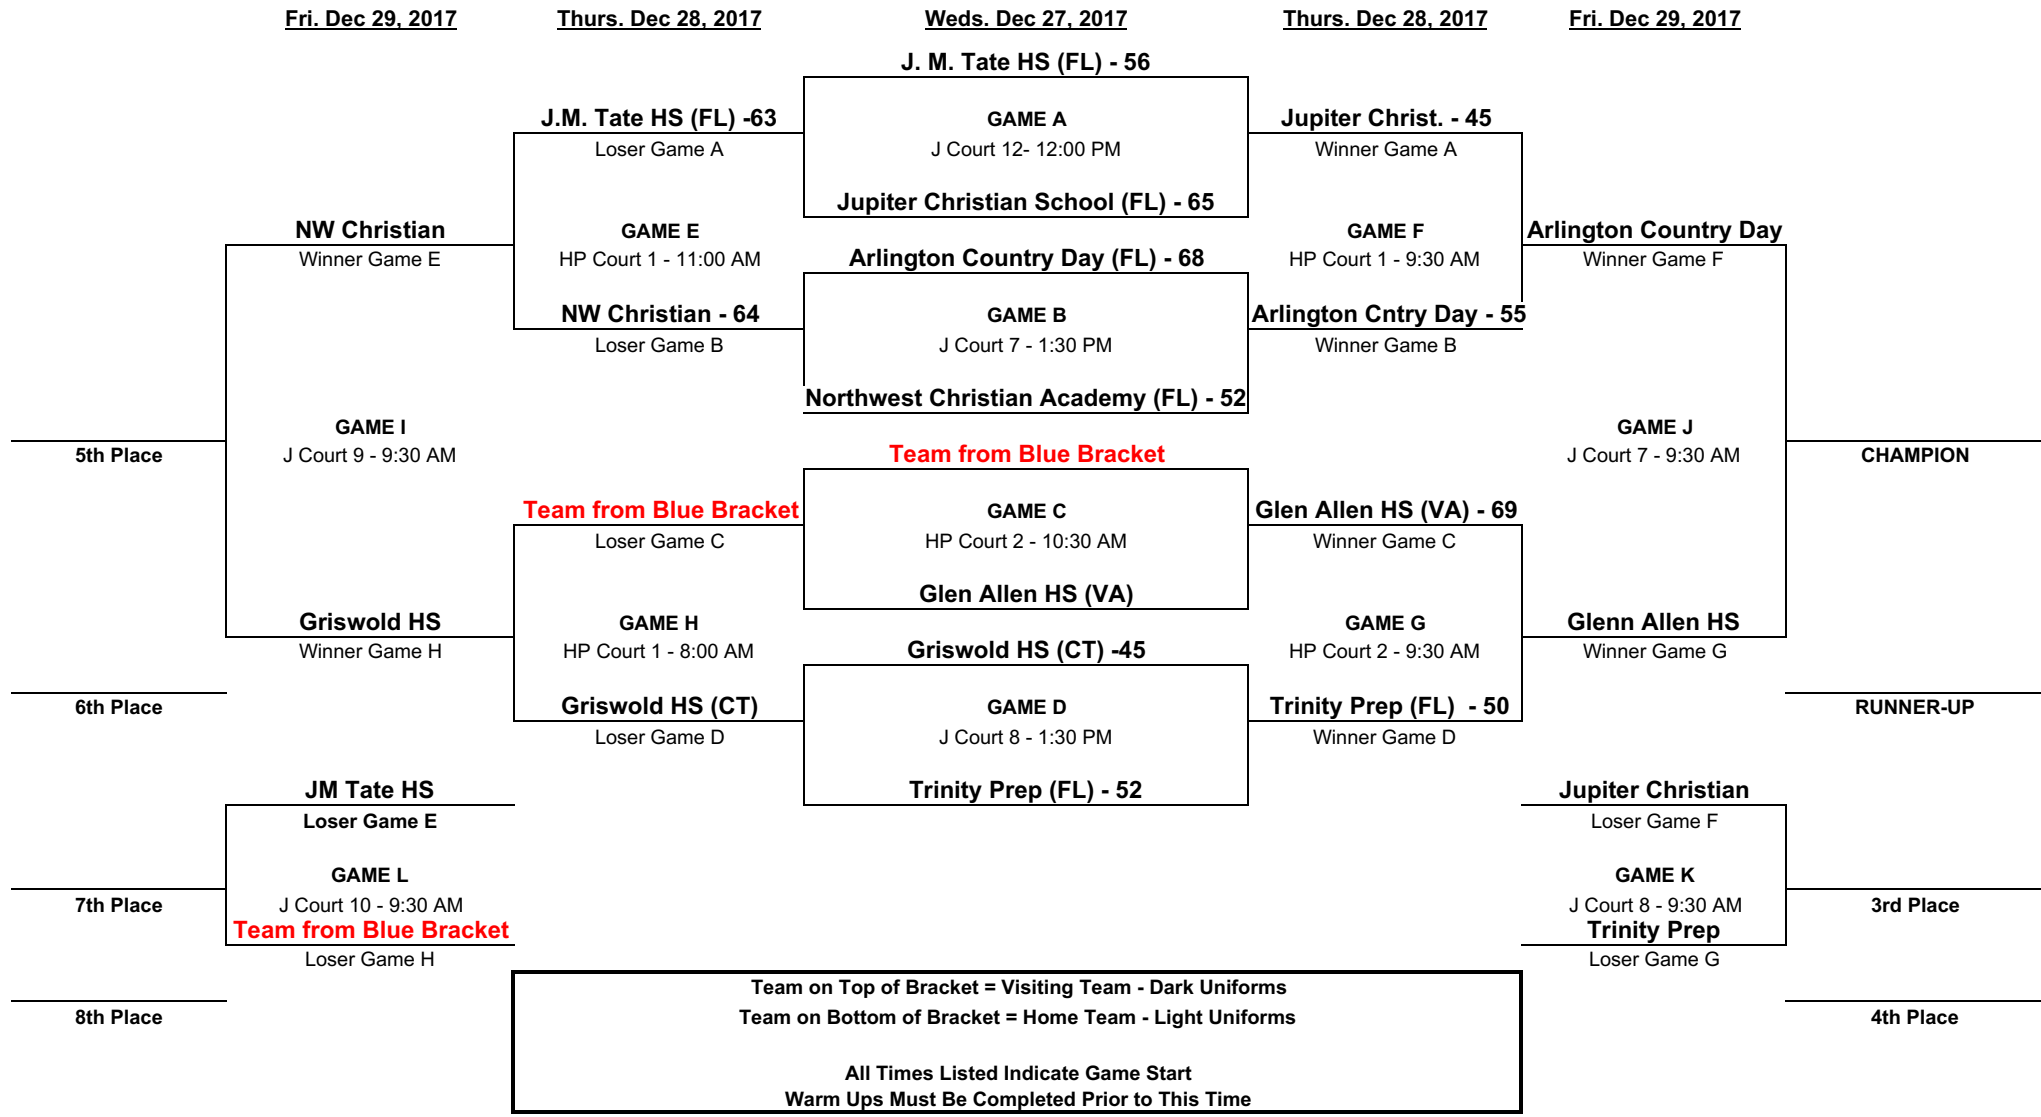 Fri. Dec 29, 2017 Thurs. Dec 28, 2017 Weds. Dec 27, 2017 Thurs. Dec 28, 2017 Fri. Dec 29, 2017
J. M. Tate HS (FL) - 56
J.M. Tate HS (FL) -63 GAME A Jupiter Christ. - 45
Loser Game A J Court 12- 12:00 PM Winner Game A
Jupiter Christian School (FL) - 65
NW Christian GAME E GAME F Arlington Country Day
Winner Game E HP Court 1 - 11:00 AM Arlington Country Day (FL) - 68 HP Court 1 - 9:30 AM Winner Game F
NW Christian - 64 GAME B Arlington Cntry Day - 55
Loser Game B J Court 7 - 1:30 PM Winner Game B
Northwest Christian Academy (FL) - 52
GAME I GAME J
5th Place J Court 9 - 9:30 AM Team from Blue Bracket J Court 7 - 9:30 AM CHAMPION
Team from Blue Bracket GAME C Glen Allen HS (VA) - 69
Loser Game C HP Court 2 - 10:30 AM Winner Game C
Glen Allen HS (VA)
Griswold HS GAME H GAME G Glenn Allen HS
Winner Game H HP Court 1 - 8:00 AM Griswold HS (CT) -45 HP Court 2 - 9:30 AM Winner Game G
6th Place Griswold HS (CT) GAME D Trinity Prep (FL) - 50 RUNNER-UP
Loser Game D J Court 8 - 1:30 PM Winner Game D
JM Tate HS Trinity Prep (FL) - 52 Jupiter Christian
Loser Game E Loser Game F
GAME L GAME K
7th Place J Court 10 - 9:30 AM J Court 8 - 9:30 AM 3rd Place
Team from Blue Bracket Trinity Prep
Loser Game H Loser Game G
Team on Top of Bracket = Visiting Team - Dark Uniforms
8th Place Team on Bottom of Bracket = Home Team - Light Uniforms 4th Place
All Times Listed Indicate Game Start
Warm Ups Must Be Completed Prior to This Time